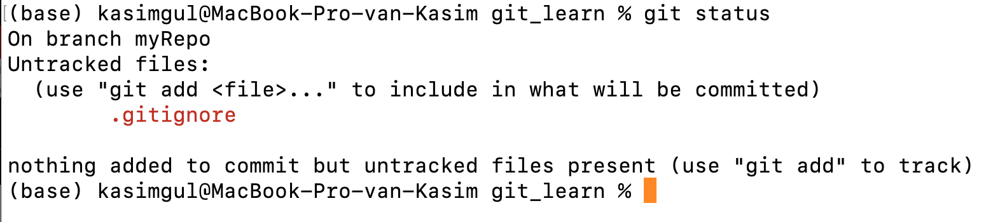 (base) kasimgul@MacBook-Pro-van-Kasim git_learn % git status
On branch myRepo
Untracked files:
  (use "git add <file>..." to include in what will be committed)
        .gitignore

nothing added to commit but untracked files present (use "git add" to track)
(base) kasimgul@MacBook-Pro-van-Kasim git_learn %